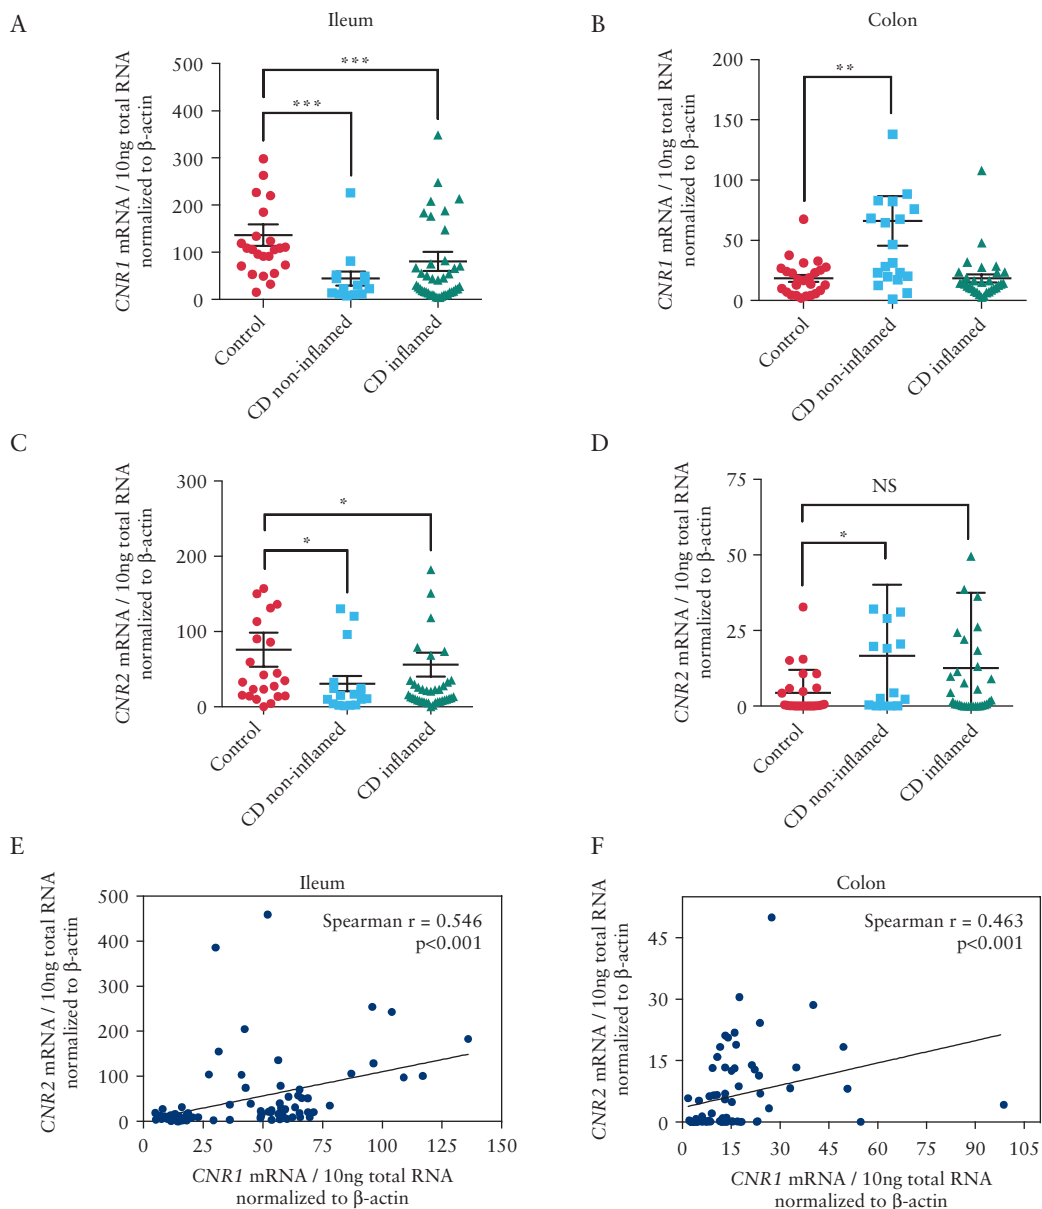 A
Ileum
CNR1 mRNA / 10ng total RNA
normalized to β-actin
500
400
300
200
100
0
***
***
Control
CD non-inflamed
CD inflamed
B
Colon
CNR1 mRNA / 10ng total RNA
normalized to β-actin
200
150
100
50
0
**
Control
CD non-inflamed
CD inflamed
C
CNR2 mRNA / 10ng total RNA
normalized to β-actin
300
200
100
0
*
*
Control
CD non-inflamed
CD inflamed
D
CNR2 mRNA / 10ng total RNA
normalized to β-actin
75
50
25
0
NS
*
Control
CD non-inflamed
CD inflamed
E
Ileum
CNR2 mRNA / 10ng total RNA
normalized to β-actin
500
400
300
200
100
0
Spearman r = 0.546
p<0.001
0 25 50 75 100 125 150
CNR1 mRNA / 10ng total RNA
normalized to β-actin
F
Colon
CNR2 mRNA / 10ng total RNA
normalized to β-actin
45
30
15
0
Spearman r = 0.463
p<0.001
0 15 30 45 60 75 90 105
CNR1 mRNA / 10ng total RNA
normalized to β-actin